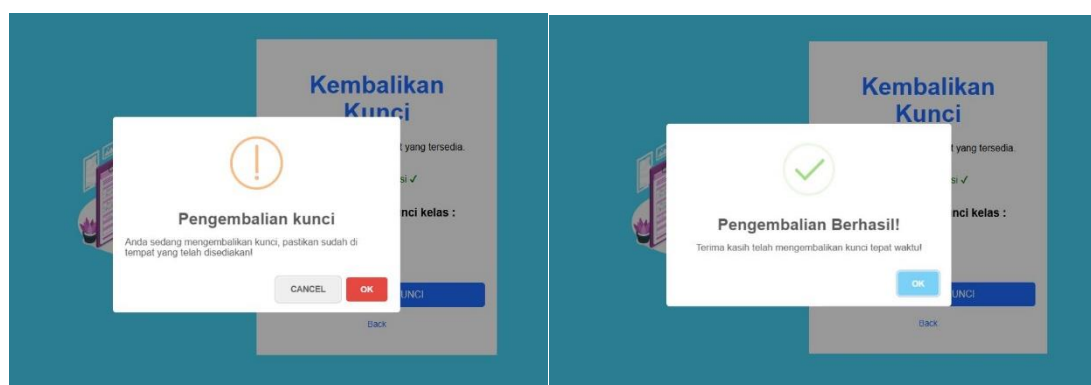 Kembalikan
Kunci
yang tersedia.
si ✓
nci kelas :
Pengembalian kunci
Anda sedang mengembalikan kunci, pastikan sudah di
tempat yang telah disediakan!
CANCEL OK
UNCI
Back
Kembalikan
Kunci
yang tersedia.
si ✓
nci kelas :
Pengembalian Berhasil!
Terima kasih telah mengembalikan kunci tepat waktu!
OK
UNCI
Back